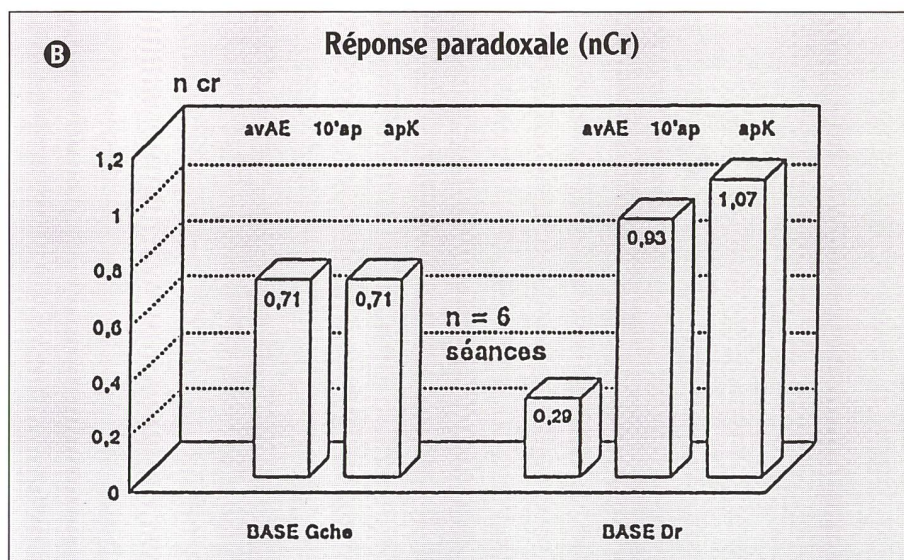 B
Réponse paradoxale (nCr)
n cr
avAE 10'ap apK
avAE 10'ap apK
1,2
1
0,8
0,6
0,4
0,2
0
0,71
0,71
n = 6
séances
0,29
0,93
1,07
BASE Gche
BASE Dr